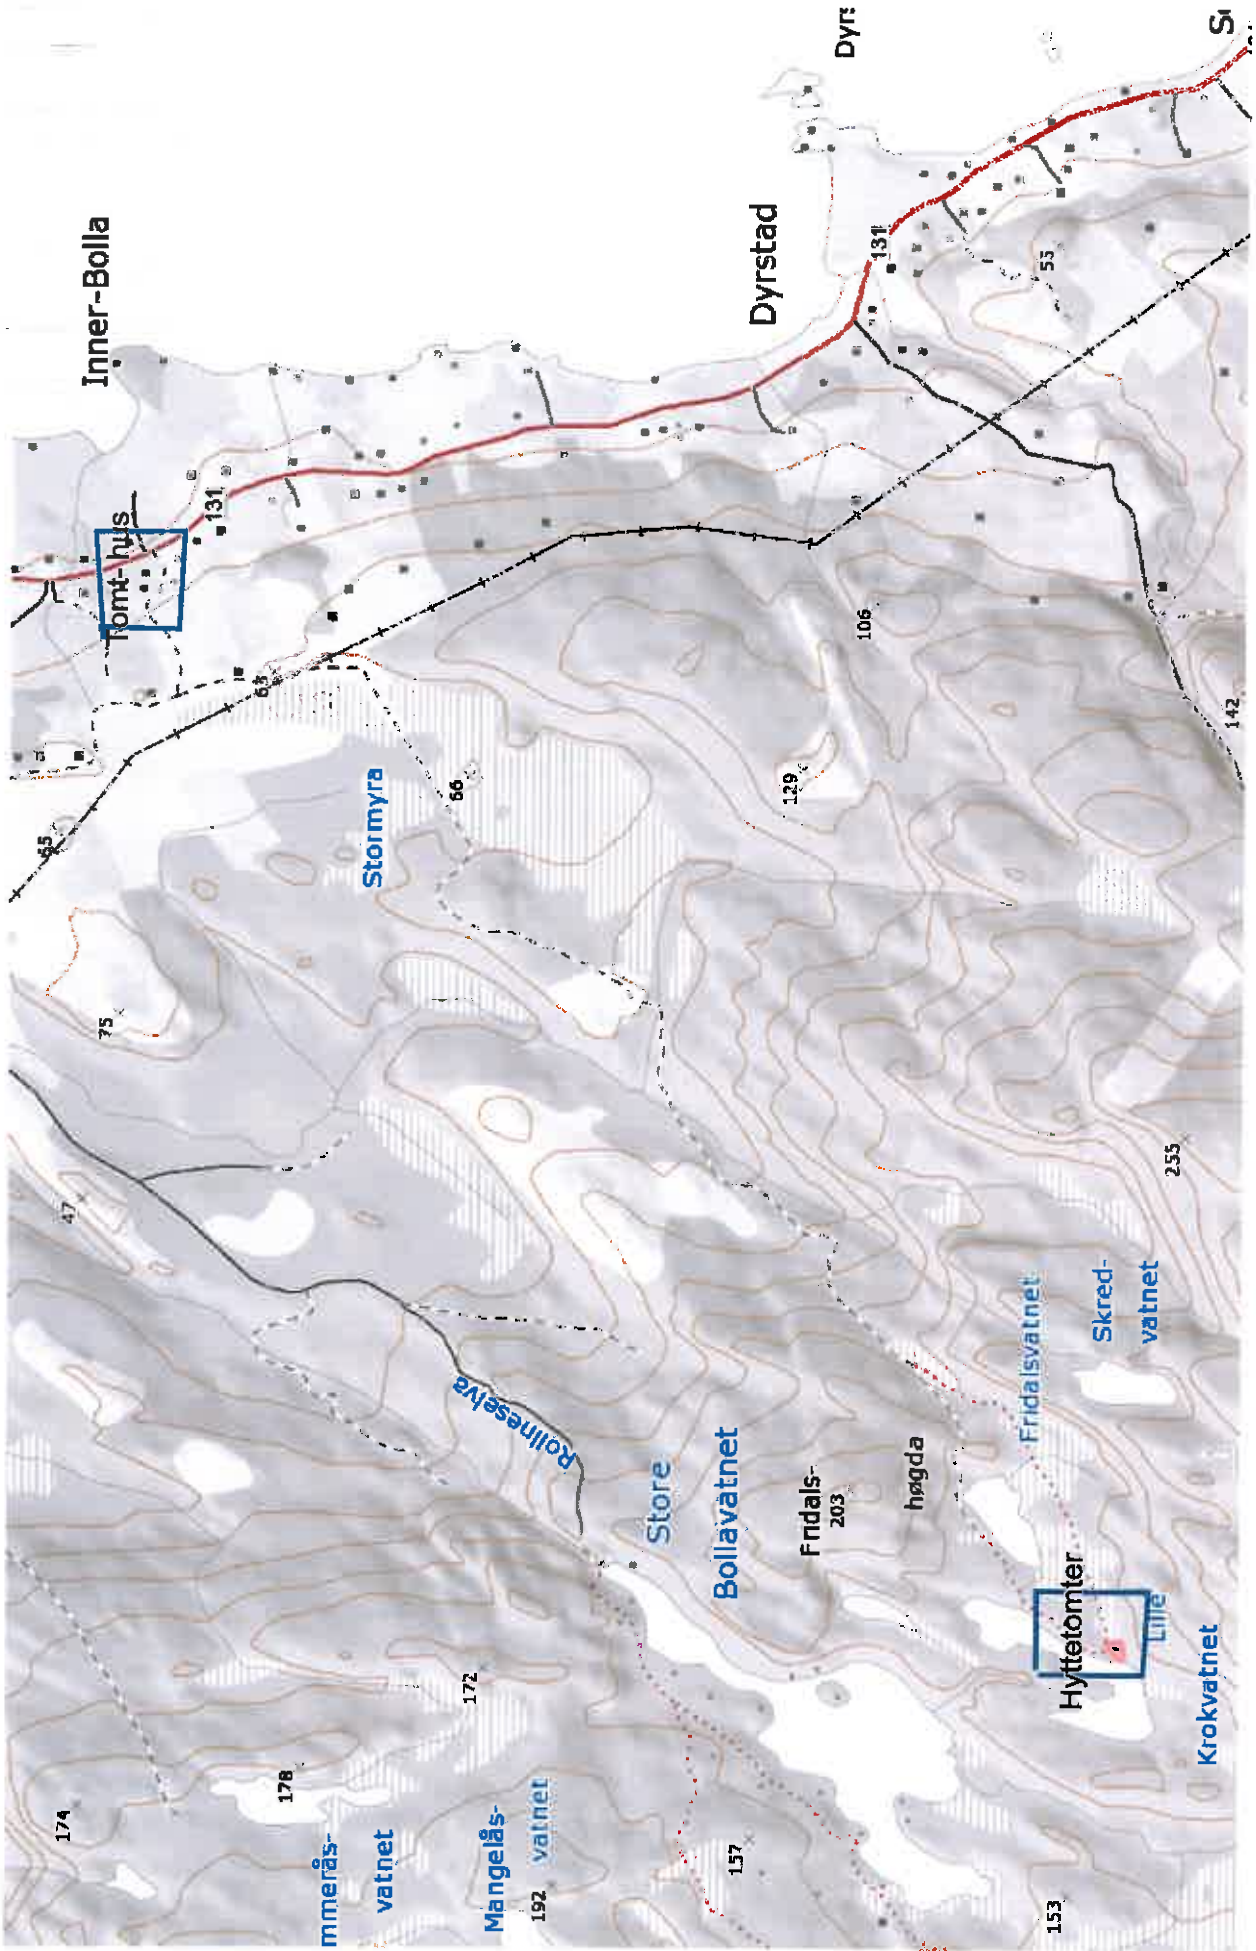 Inner-Bolla
Dyrstad
Dyrs
131
131
Tomt-hus
65
63
55
Stormyra
66
106
129
142
75
47
255
Rollneselva
Skred-
vatnet
Fridalsvatnet
Store
Bollavatnet
Fridals-
203
høgda
Hyttetomter
Lille
Krokvatnet
174
178
172
mmerås-
vatnet
Mangelås-
vatnet
192
157
153